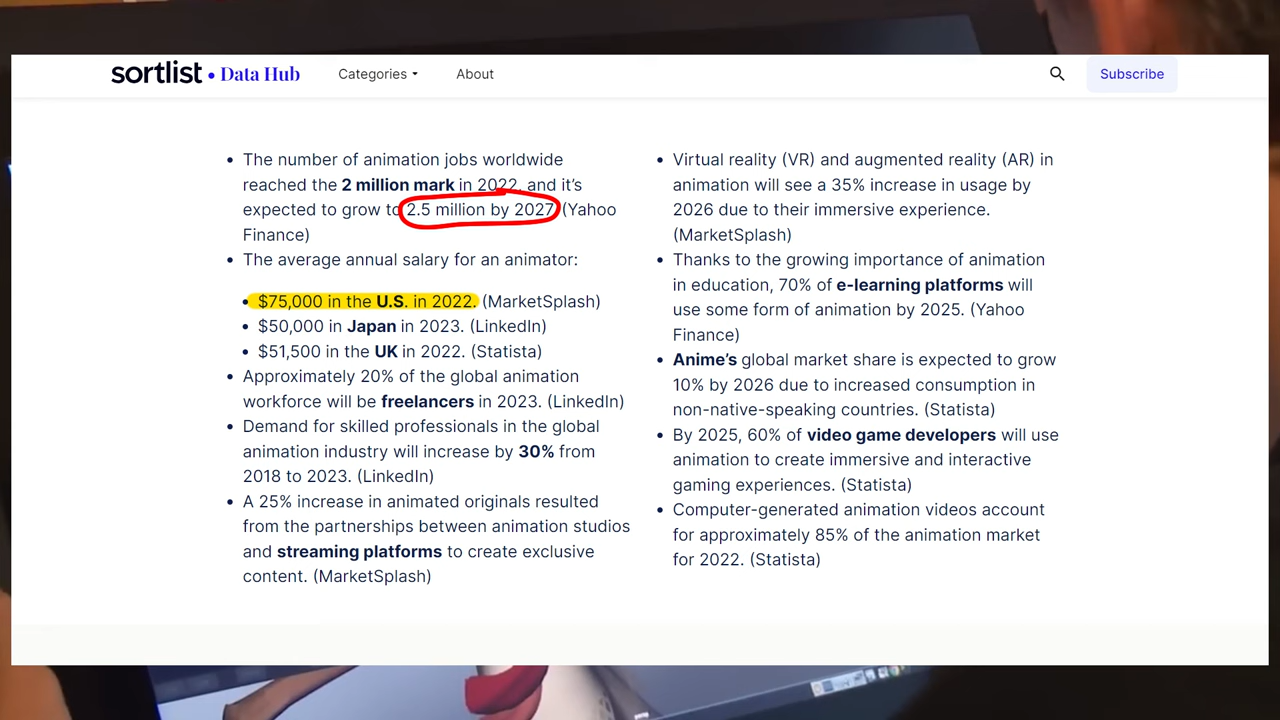 sortlist • Data Hub Categories About Subscribe
• The number of animation jobs worldwide
reached the 2 million mark in 2022, and it's
expected to grow to 2.5 million by 2027 (Yahoo
Finance)
• The average annual salary for an animator:
• $75,000 in the U.S. in 2022. (MarketSplash)
• $50,000 in Japan in 2023. (LinkedIn)
• $51,500 in the UK in 2022. (Statista)
• Approximately 20% of the global animation
workforce will be freelancers in 2023. (LinkedIn)
• Demand for skilled professionals in the global
animation industry will increase by 30% from
2018 to 2023. (LinkedIn)
• A 25% increase in animated originals resulted
from the partnerships between animation studios
and streaming platforms to create exclusive
content. (MarketSplash)
• Virtual reality (VR) and augmented reality (AR) in
animation will see a 35% increase in usage by
2026 due to their immersive experience.
(MarketSplash)
• Thanks to the growing importance of animation
in education, 70% of e-learning platforms will
use some form of animation by 2025. (Yahoo
Finance)
• Anime's global market share is expected to grow
10% by 2026 due to increased consumption in
non-native-speaking countries. (Statista)
• By 2025, 60% of video game developers will use
animation to create immersive and interactive
gaming experiences. (Statista)
• Computer-generated animation videos account
for approximately 85% of the animation market
for 2022. (Statista)